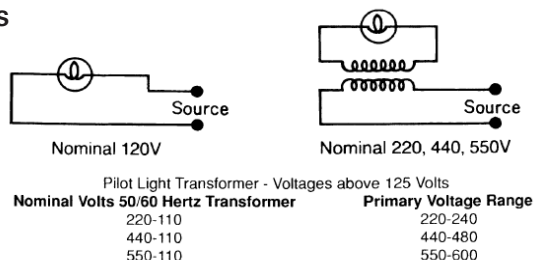 S
Source
Nominal 120V
Source
Nominal 220, 440, 550V
Pilot Light Transformer - Voltages above 125 Volts
Nominal Volts 50/60 Hertz Transformer Primary Voltage Range
220-110 220-240
440-110 440-480
550-110 550-600